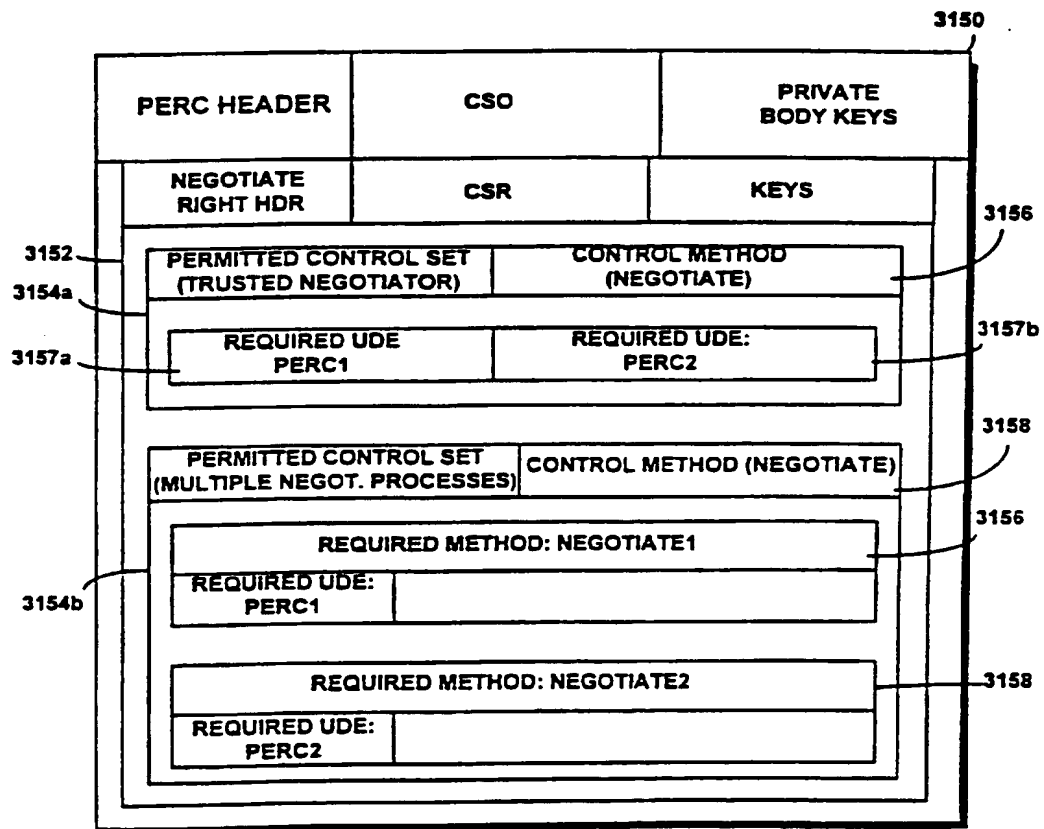 3150
PERC HEADER
CSO
PRIVATE
BODY KEYS
NEGOTIATE
RIGHT HDR
CSR
KEYS
3156
3152
PERMITTED CONTROL SET
(TRUSTED NEGOTIATOR)
CONTROL METHOD
(NEGOTIATE)
3154a
3157a
REQUIRED UDE
PERC1
REQUIRED UDE:
PERC2
3157b
3158
PERMITTED CONTROL SET
(MULTIPLE NEGOT. PROCESSES)
CONTROL METHOD (NEGOTIATE)
3156
REQUIRED METHOD: NEGOTIATE1
3154b
REQUIRED UDE:
PERC1
REQUIRED METHOD: NEGOTIATE2
3158
REQUIRED UDE:
PERC2